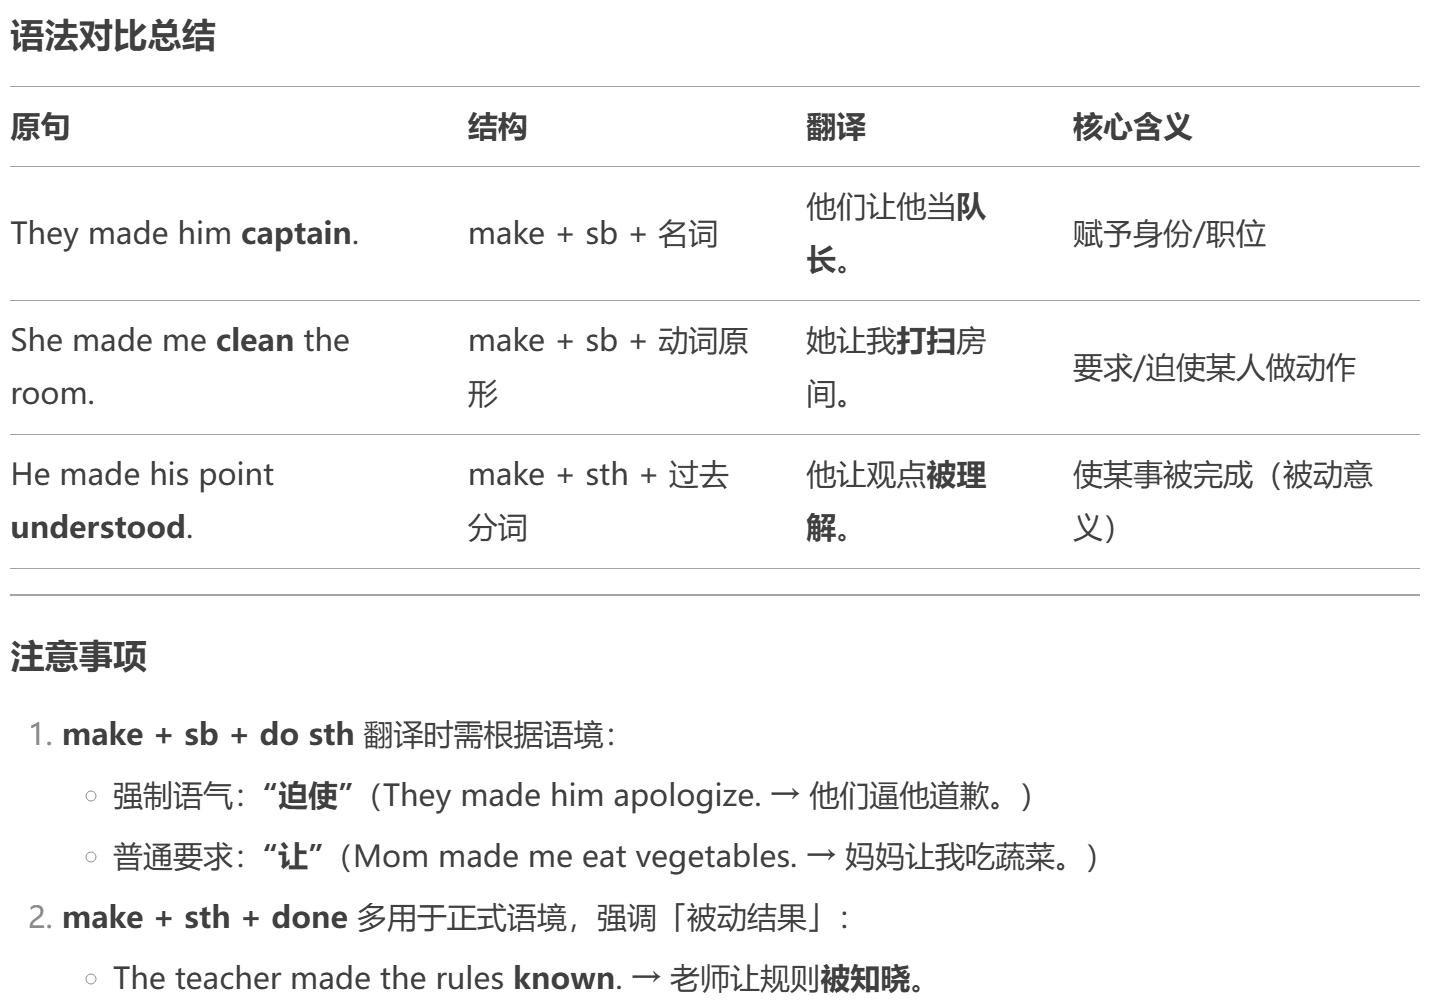 语法对比总结
原句 结构 翻译 核心含义
They made him captain. make + sb + 名词 他们让他当队长。 赋予身份/职位
She made me clean the room. make + sb + 动词原形 她让我打扫房间。 要求/迫使某人做动作
He made his point understood. make + sth + 过去分词 他让观点被理解。 使某事被完成（被动意义）
注意事项
1. make + sb + do sth 翻译时需根据语境：
○ 强制语气：“迫使”（They made him apologize. → 他们逼他道歉。）
○ 普通要求：“让”（Mom made me eat vegetables. → 妈妈让我吃蔬菜。）
2. make + sth + done 多用于正式语境，强调「被动结果」：
○ The teacher made the rules known. → 老师让规则被知晓。